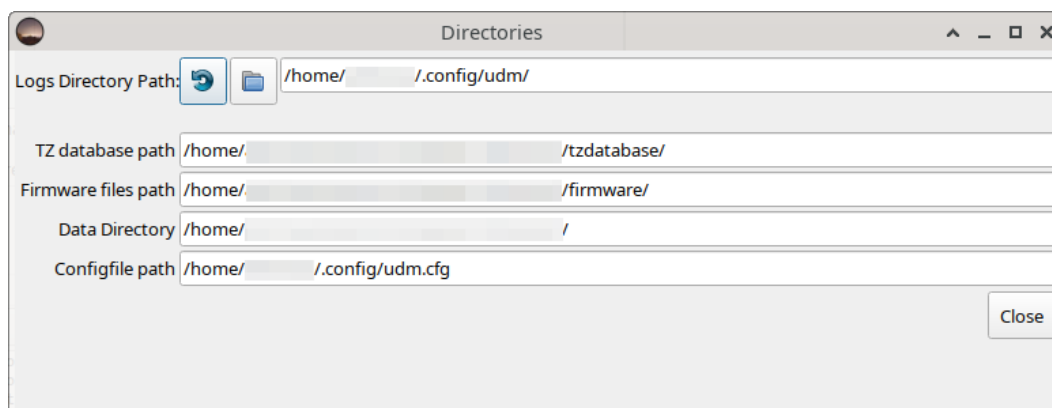 Directories
Logs Directory Path: /home/ /.config/udm/
TZ database path /home/ /tzdatabase/
Firmware files path /home/ /firmware/
Data Directory /home/ /
Configfile path /home/ /.config/udm.cfg
Close